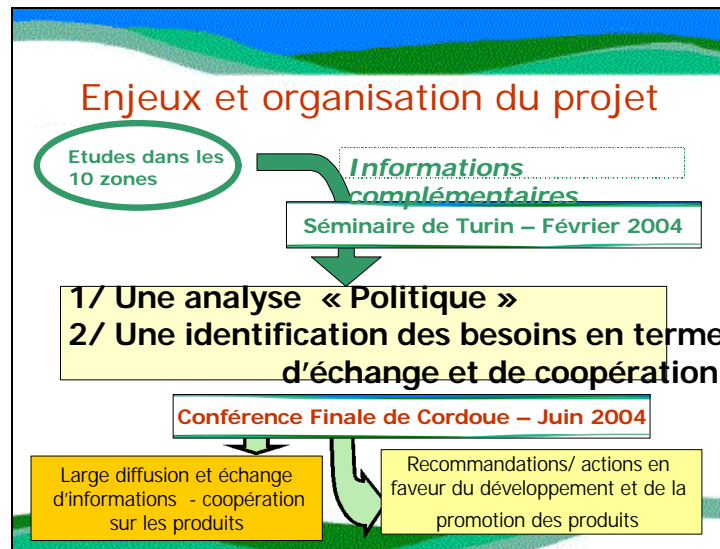 Enjeux et organisation du projet
Etudes dans les
10 zones
Informations
complémentaires
Séminaire de Turin – Février 2004
1/ Une analyse « Politique »
2/ Une identification des besoins en terme
d'échange et de coopération
Conférence Finale de Cordoue – Juin 2004
Large diffusion et échange
d'informations - coopération
sur les produits
Recommandations/ actions en
faveur du développement et de la
promotion des produits